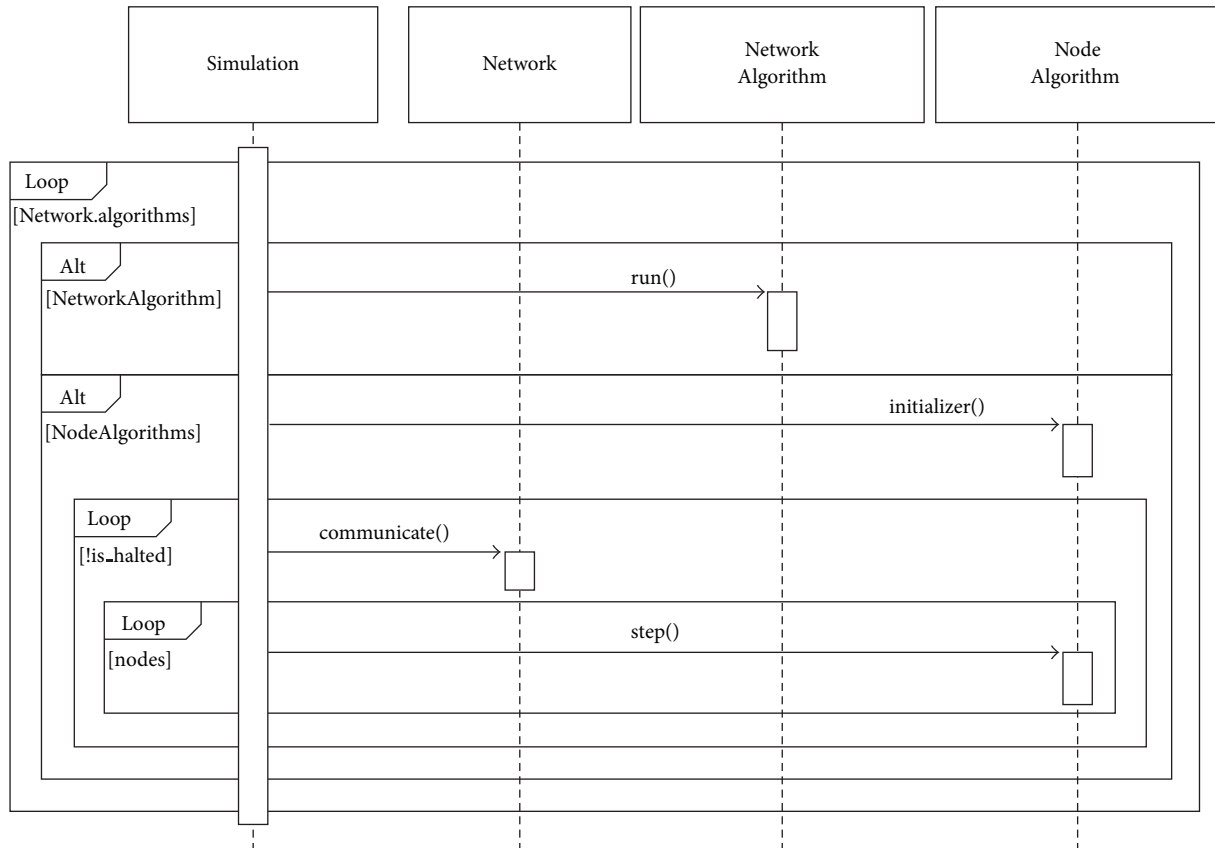 Simulation
Network
Network
Algorithm
Node
Algorithm
Loop
[Network.algorithms]
Alt
[NetworkAlgorithm]
run()
Alt
[NodeAlgorithms]
initializer()
Loop
[!is_halted]
communicate()
Loop
[nodes]
step()